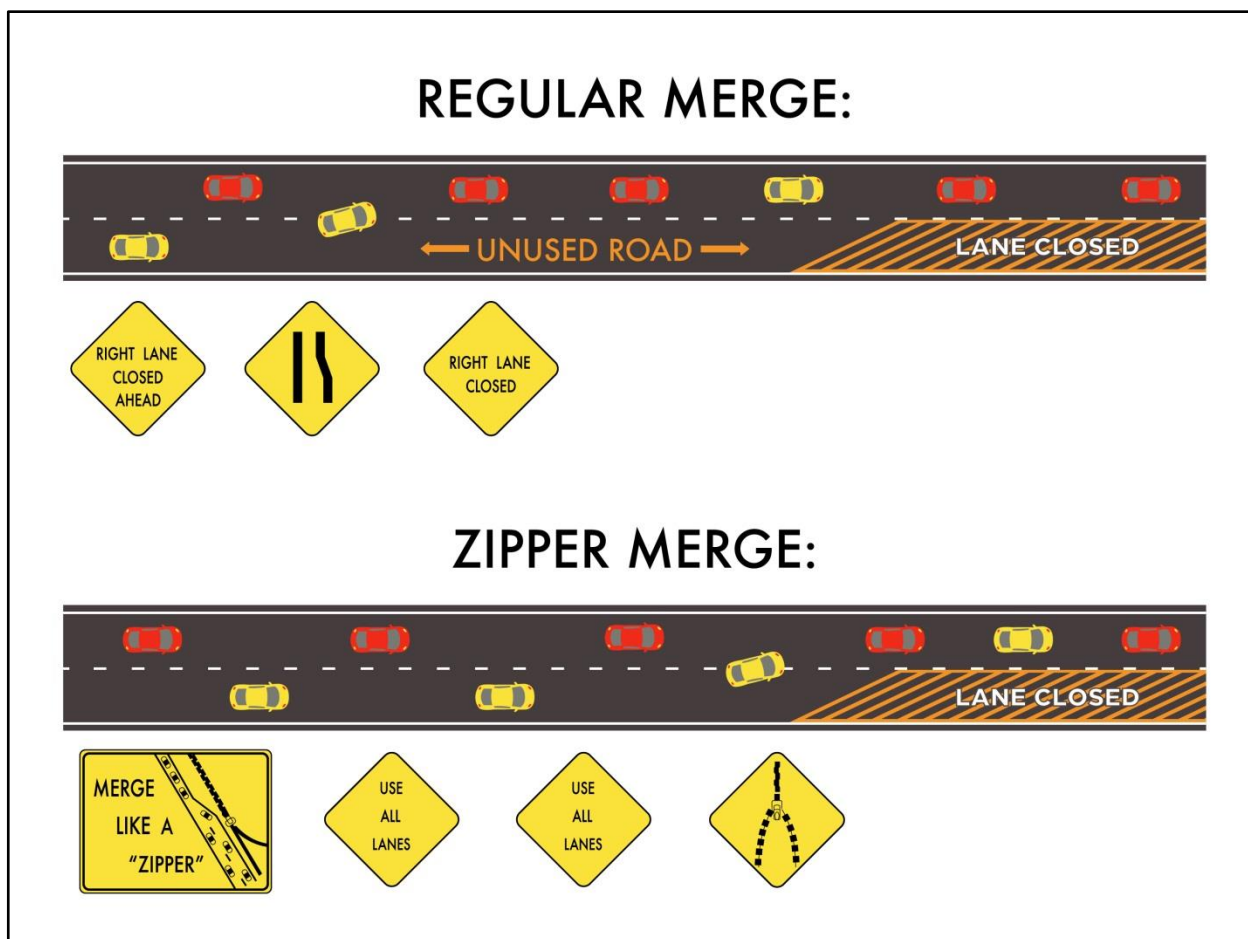 REGULAR MERGE:
UNUSED ROAD
LANE CLOSED
RIGHT LANE
CLOSED
AHEAD
RIGHT LANE
CLOSED
ZIPPER MERGE:
LANE CLOSED
MERGE
LIKE A
"ZIPPER"
USE
ALL
LANES
USE
ALL
LANES